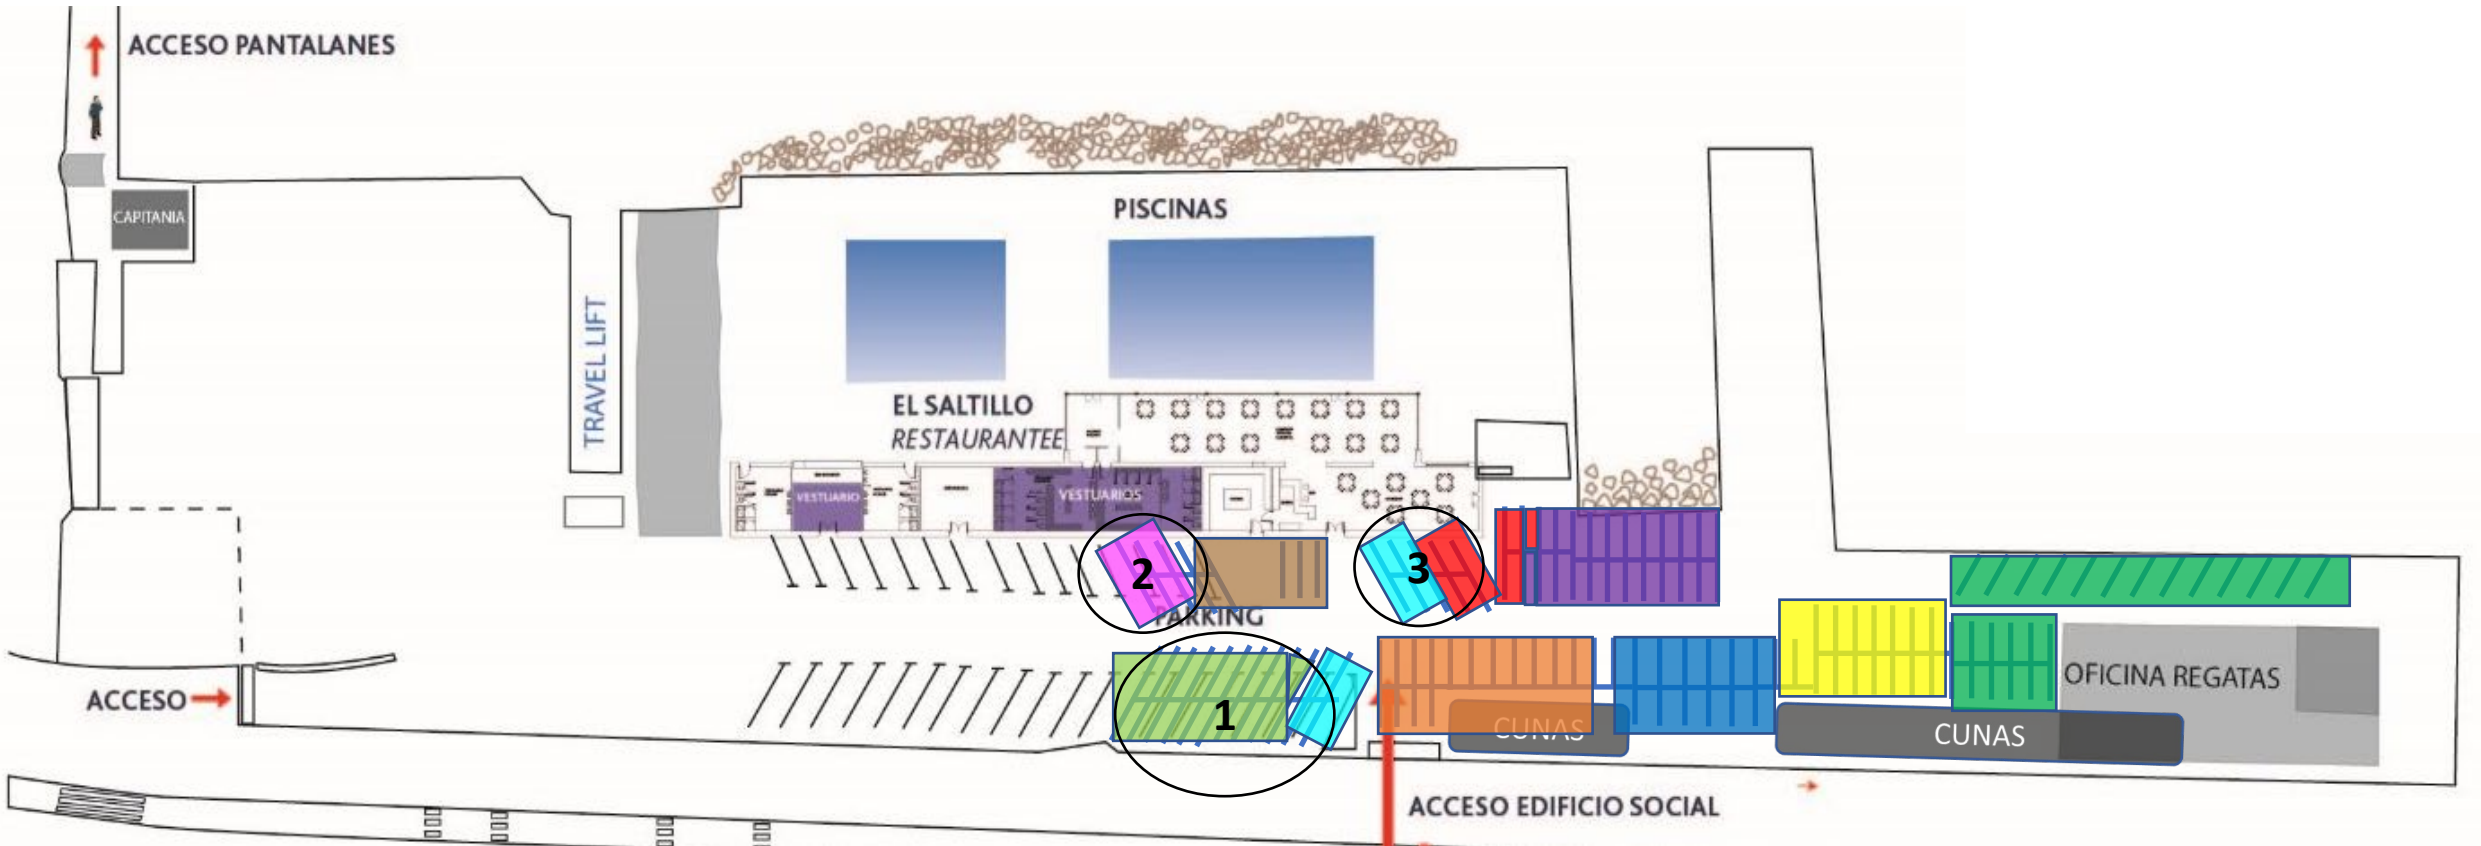 ACCESO PANTALANES
CAPITANIA
PISCINAS
TRAVEL LIFT
EL SALTILLO
RESTAURANTEE
VESTUARIO
VESTUARIOS
2
3
PARKING
1
ACCESO
OFICINA REGATAS
CUNAS
CUNAS
ACCESO EDIFICIO SOCIAL